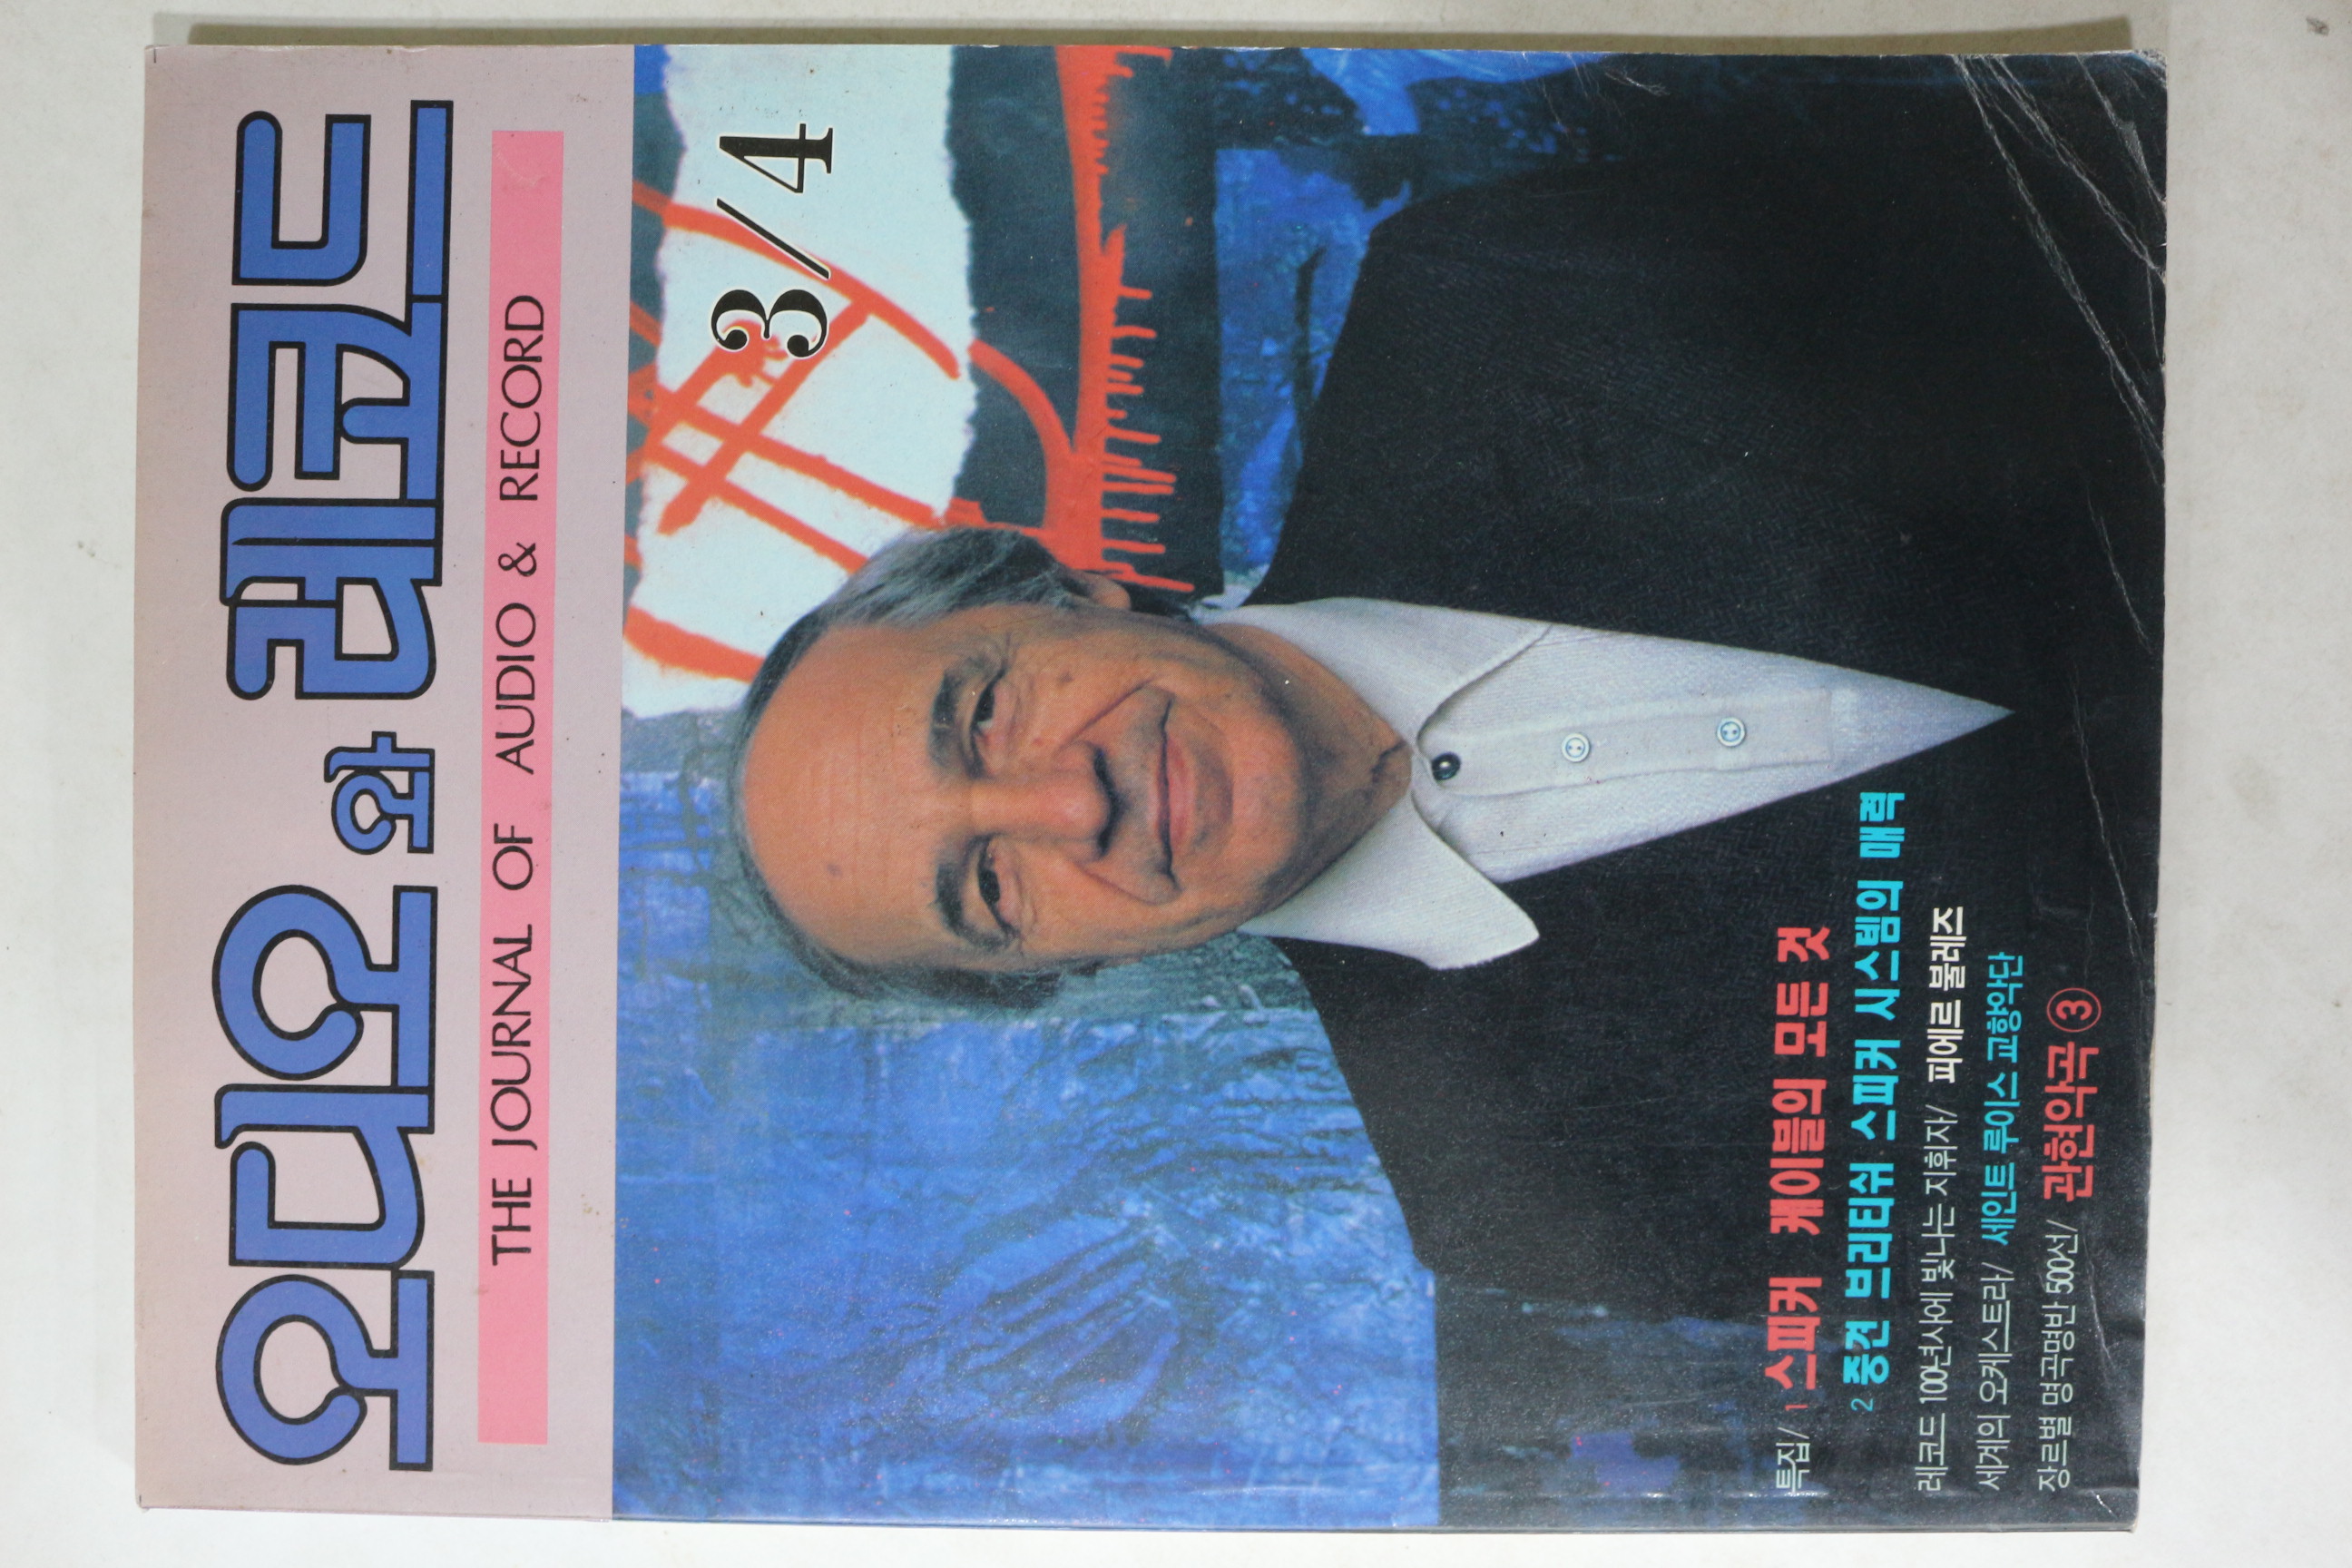 오디오와 레코드
THE JOURNAL OF AUDIO & RECORD
3/4
특집/ 1 스피커 케이블의 모든 것
2 중견 브리티쉬 스피커 시스템의 매력
레코드 100년사에 빛나는 지휘자/ 피에르 불레즈
세계의 오케스트라/ 세인트 루이스 교향악단
장르별 명곡명반 500선/ 관현악곡 ③